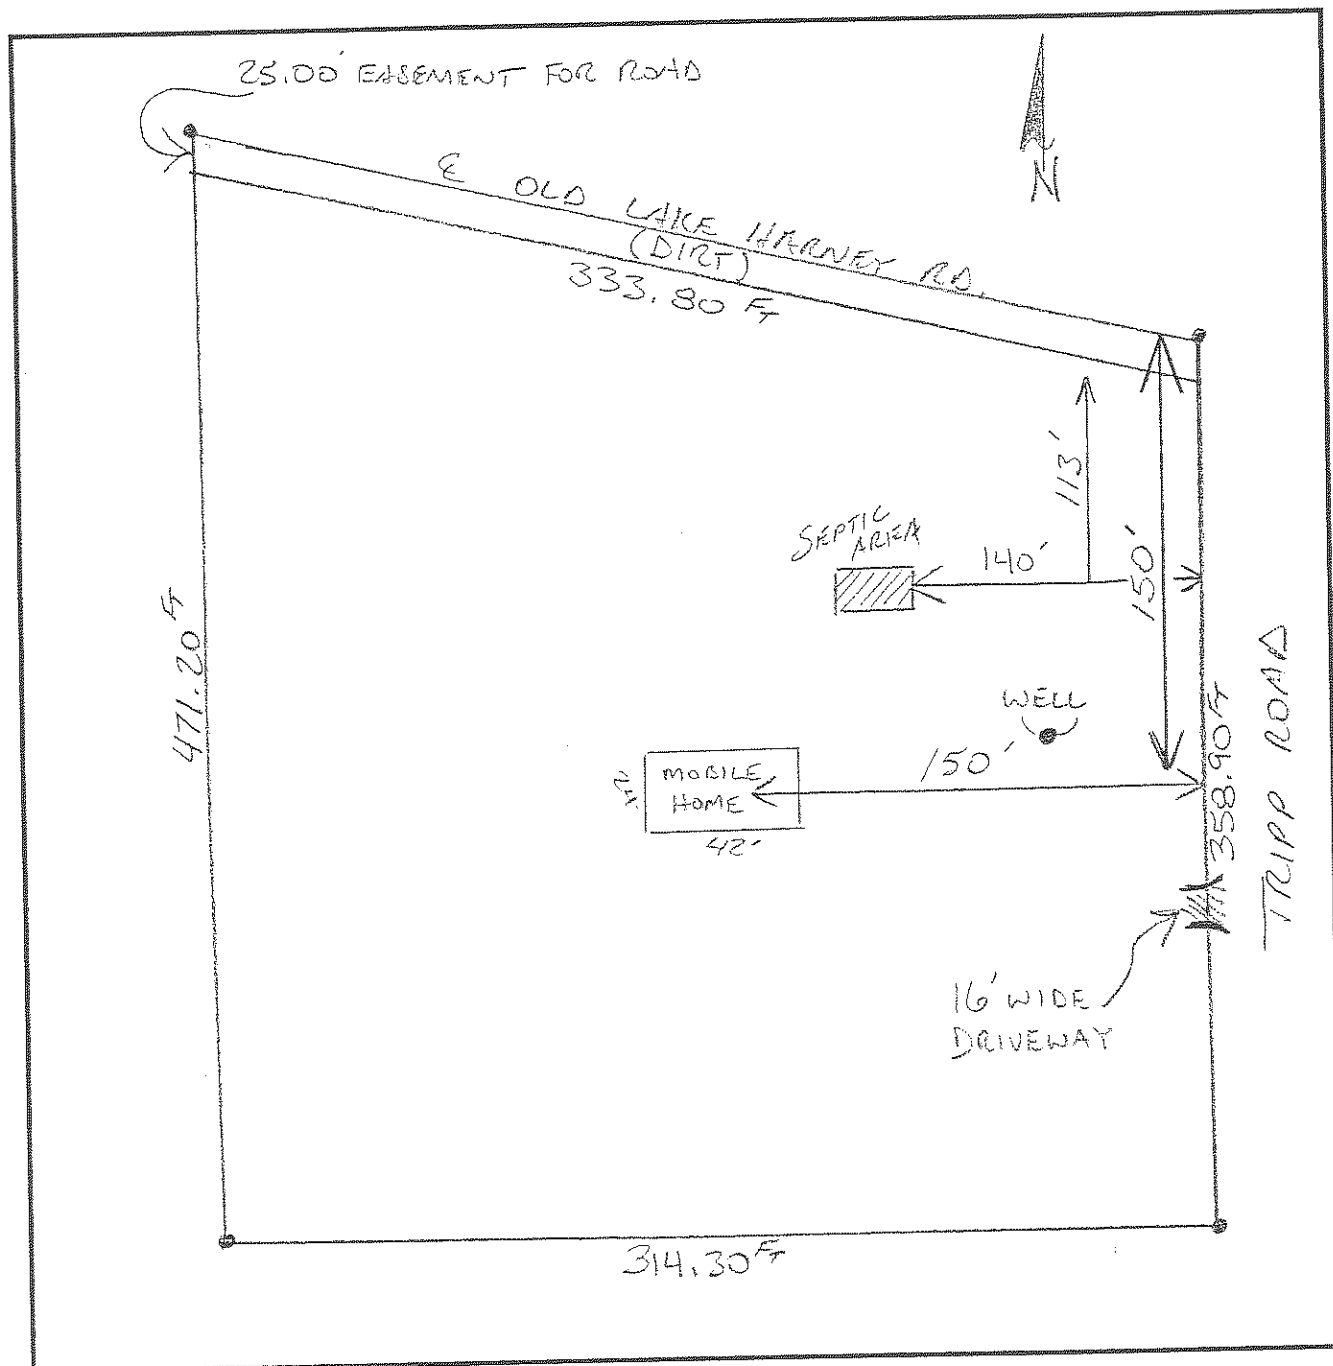 25.00' EASEMENT FOR ROAD
N
℄ OLD LAKE HARNEY RD.
(DIRT)
333.80 FT
113'
SEPTIC
AREA
140'
150'
471.20 FT
WELL
150'
MOBILE
HOME
42'
358.90 FT
TRIPP ROAD
16' WIDE
DRIVEWAY
314.30 FT